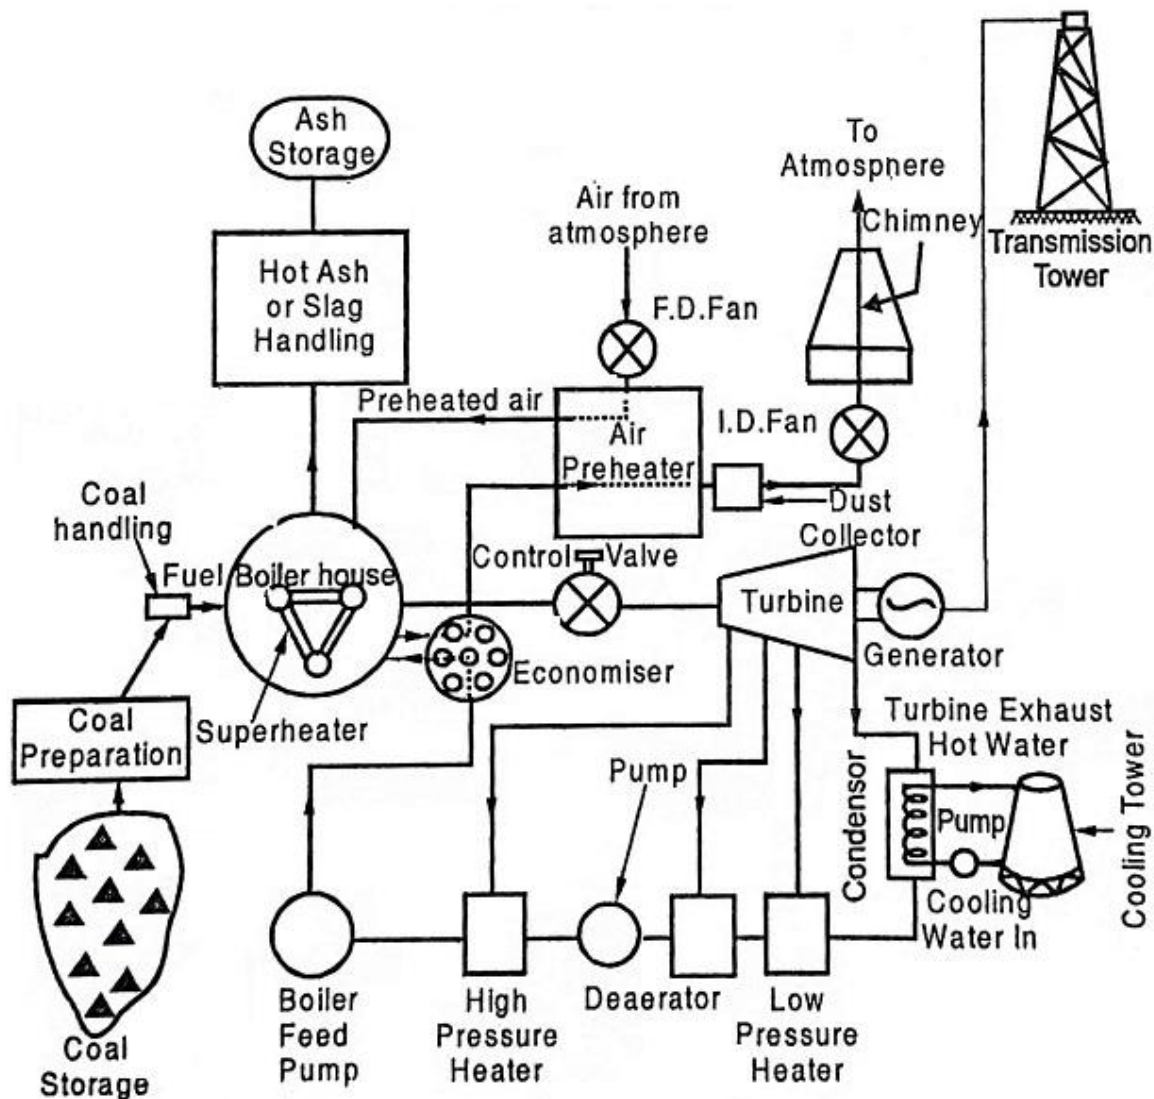 Ash
Storage
To
Atmosphere
Air from
atmosphere
Chimney
Transmission
Tower
Hot Ash
or Slag
Handling
F.D.Fan
Preheated air
I.D.Fan
Air
Preheater
Coal
handling
Dust
Collector
Control Valve
Fuel Boiler house
Turbine
Generator
Economiser
Superheater
Coal
Preparation
Turbine Exhaust
Hot Water
Pump
Condensor
Pump
Cooling Tower
Cooling
Water In
Boiler
Feed
Pump
High
Pressure
Heater
Deaerator
Low
Pressure
Heater
Coal
Storage